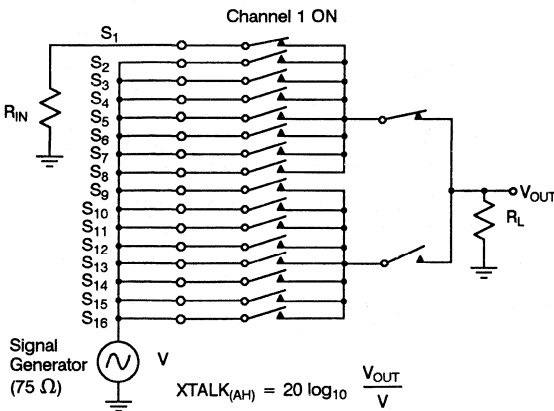 Channel 1 ON
S1
S2
S3
S4
S5
S6
S7
S8
S9
S10
S11
S12
S13
S14
S15
S16
RIN
VOUT
RL
Signal
Generator
(75 Ω)
V
XTALK(AH) = 20 log10 VOUT / V